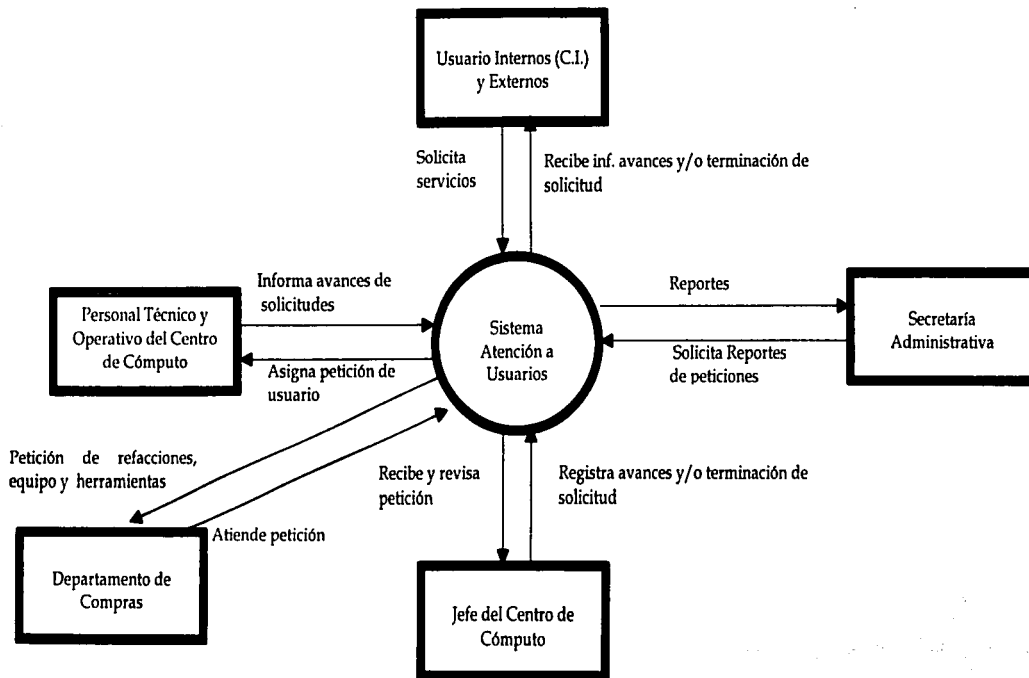 Usuario Internos (C.I.)
y Externos
Solicita
servicios
Recibe inf. avances y/o terminación de
solicitud
Informa avances de
solicitudes
Personal Técnico y
Operativo del Centro
de Cómputo
Asigna petición de
usuario
Sistema
Atención a
Usuarios
Reportes
Solicita Reportes
de peticiones
Secretaría
Administrativa
Petición de refacciones,
equipo y herramientas
Atiende petición
Recibe y revisa
petición
Registra avances y/o terminación de
solicitud
Departamento de
Compras
Jefe del Centro de
Cómputo